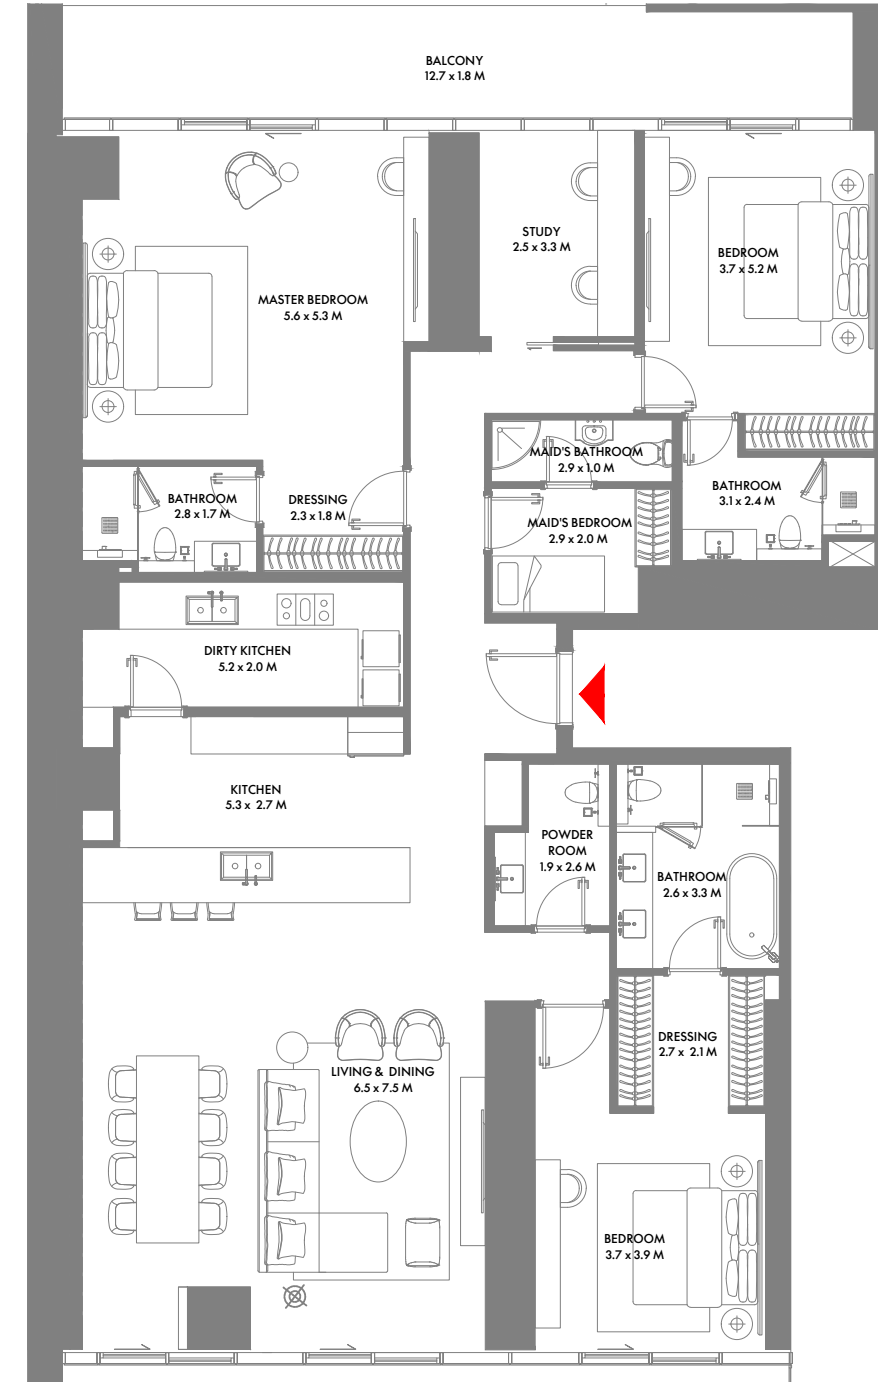 BALCONY
12.7 x 1.8 M
STUDY
2.5 x 3.3 M
BEDROOM
3.7 x 5.2 M
MASTER BEDROOM
5.6 x 5.3 M
MAID'S BATHROOM
2.9 x 1.0 M
BATHROOM
2.8 x 1.7 M
DRESSING
2.3 x 1.8 M
BATHROOM
3.1 x 2.4 M
MAID'S BEDROOM
2.9 x 2.0 M
DIRTY KITCHEN
5.2 x 2.0 M
KITCHEN
5.3 x 2.7 M
POWDER
ROOM
1.9 x 2.6 M
BATHROOM
2.6 x 3.3 M
DRESSING
2.7 x 2.1 M
LIVING & DINING
6.5 x 7.5 M
BEDROOM
3.7 x 3.9 M